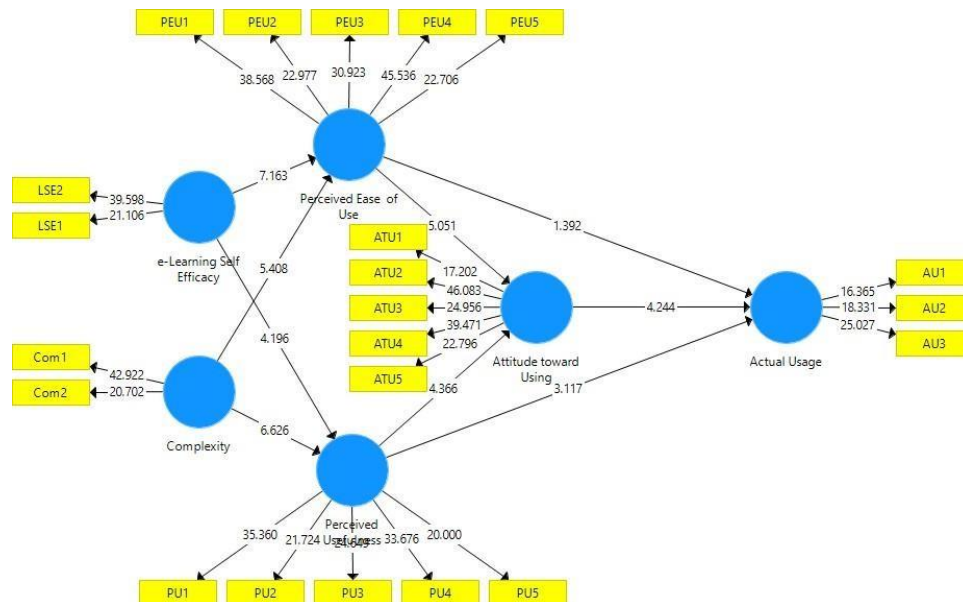 PEU1
PEU2
PEU3
PEU4
PEU5
38.568
22.977
30.923
45.536
22.706
LSE2
LSE1
39.598
21.106
7.163
Perceived Ease of
Use
e-Learning Self
Efficacy
5.408
4.196
5.051
1.392
ATU1
ATU2
ATU3
ATU4
ATU5
17.202
46.083
24.956
39.471
22.796
Attitude toward
Using
4.244
Actual Usage
16.365
18.331
25.027
AU1
AU2
AU3
Com1
Com2
42.922
20.702
Complexity
6.626
4.366
3.117
Perceived
Usefulness
35.360
21.724
24.649
33.676
20.000
PU1
PU2
PU3
PU4
PU5